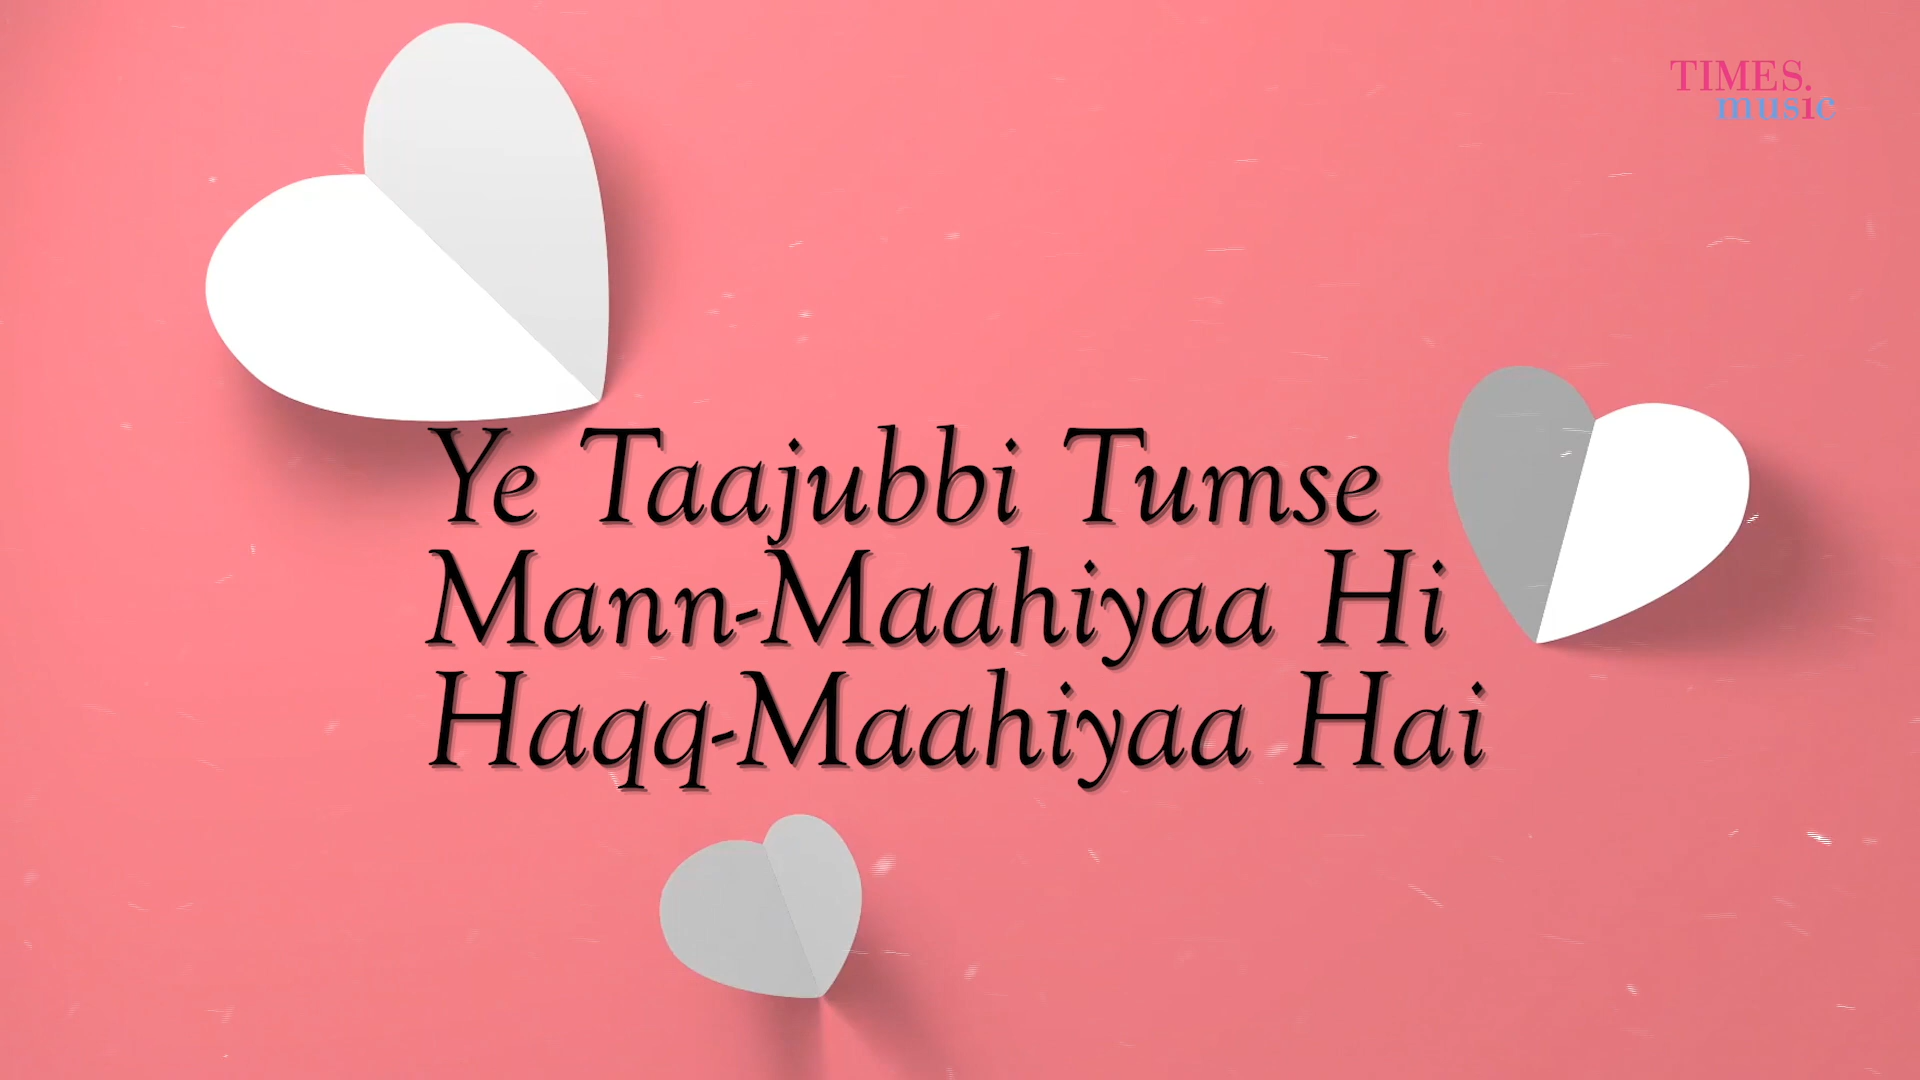 TIMES.
music
Ye Taajubbi Tumse
Mann-Maahiyaa Hi
Haqq-Maahiyaa Hai